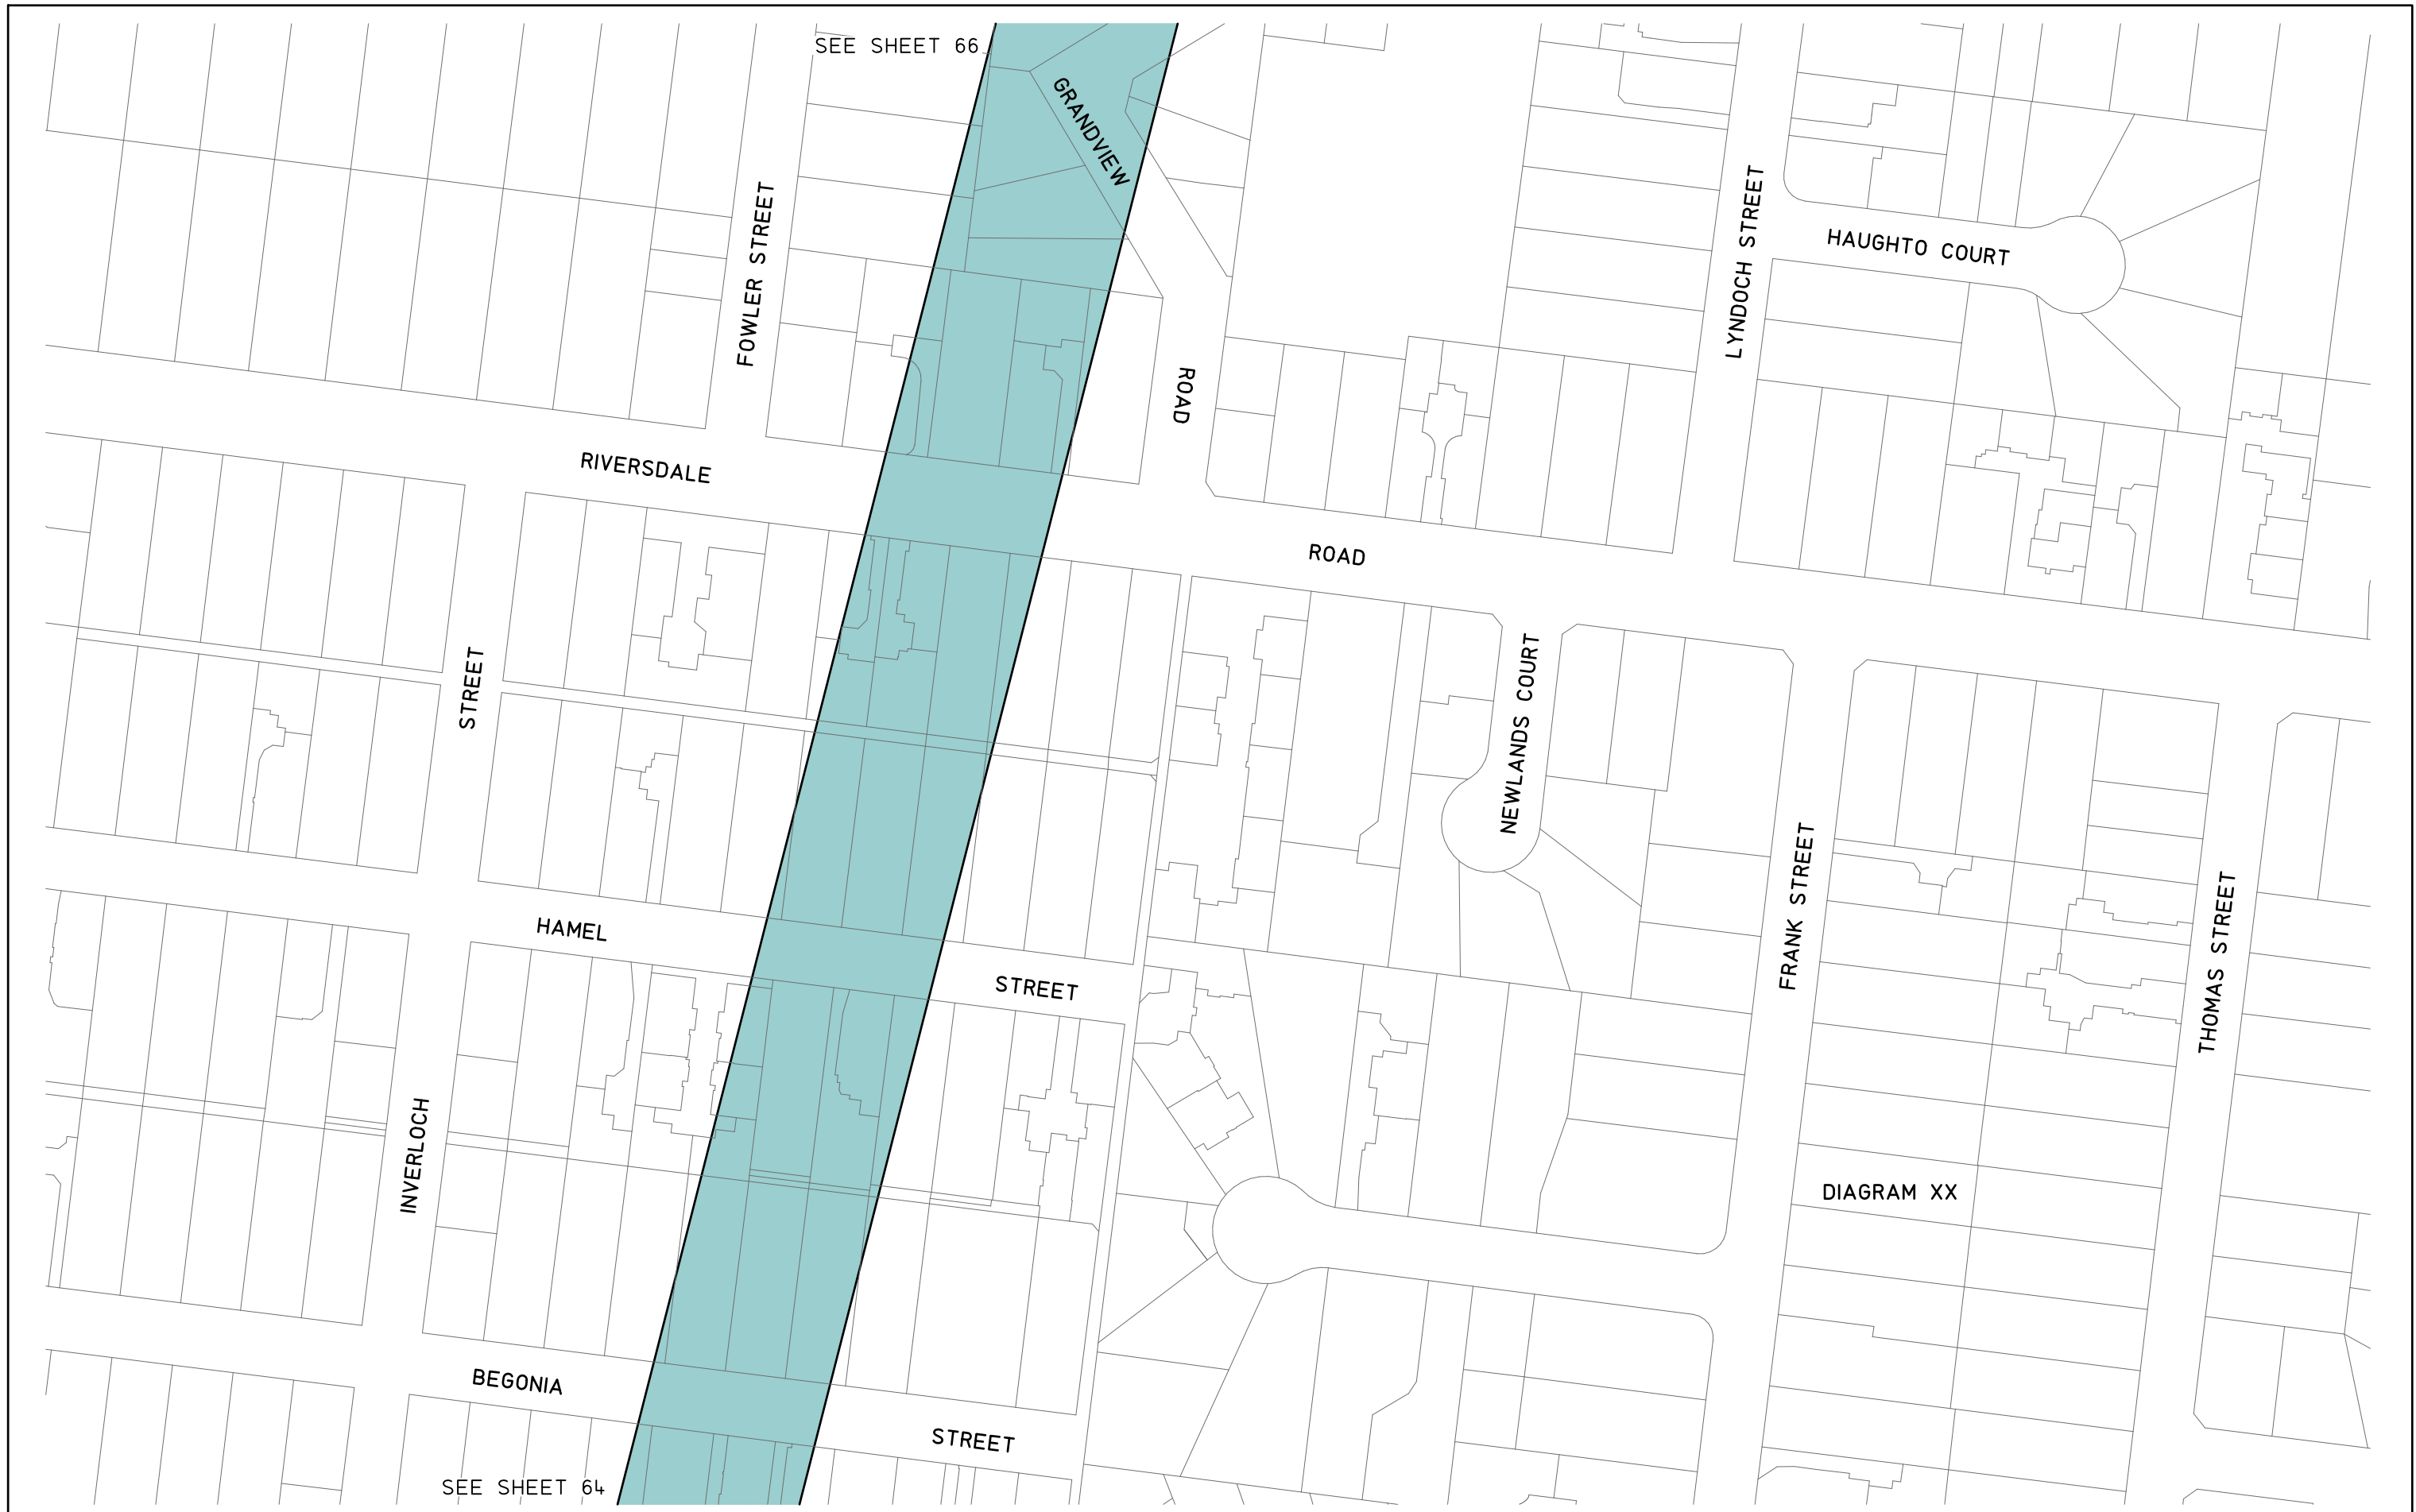 SEE SHEET 66
GRANDVIEW
ROAD
FOWLER STREET
LYNDOCH STREET
HAUGHTO COURT
RIVERSDALE
ROAD
INVERLOCH
STREET
NEWLANDS COURT
FRANK STREET
THOMAS STREET
HAMEL
STREET
DIAGRAM XX
BEGONIA
STREET
SEE SHEET 64